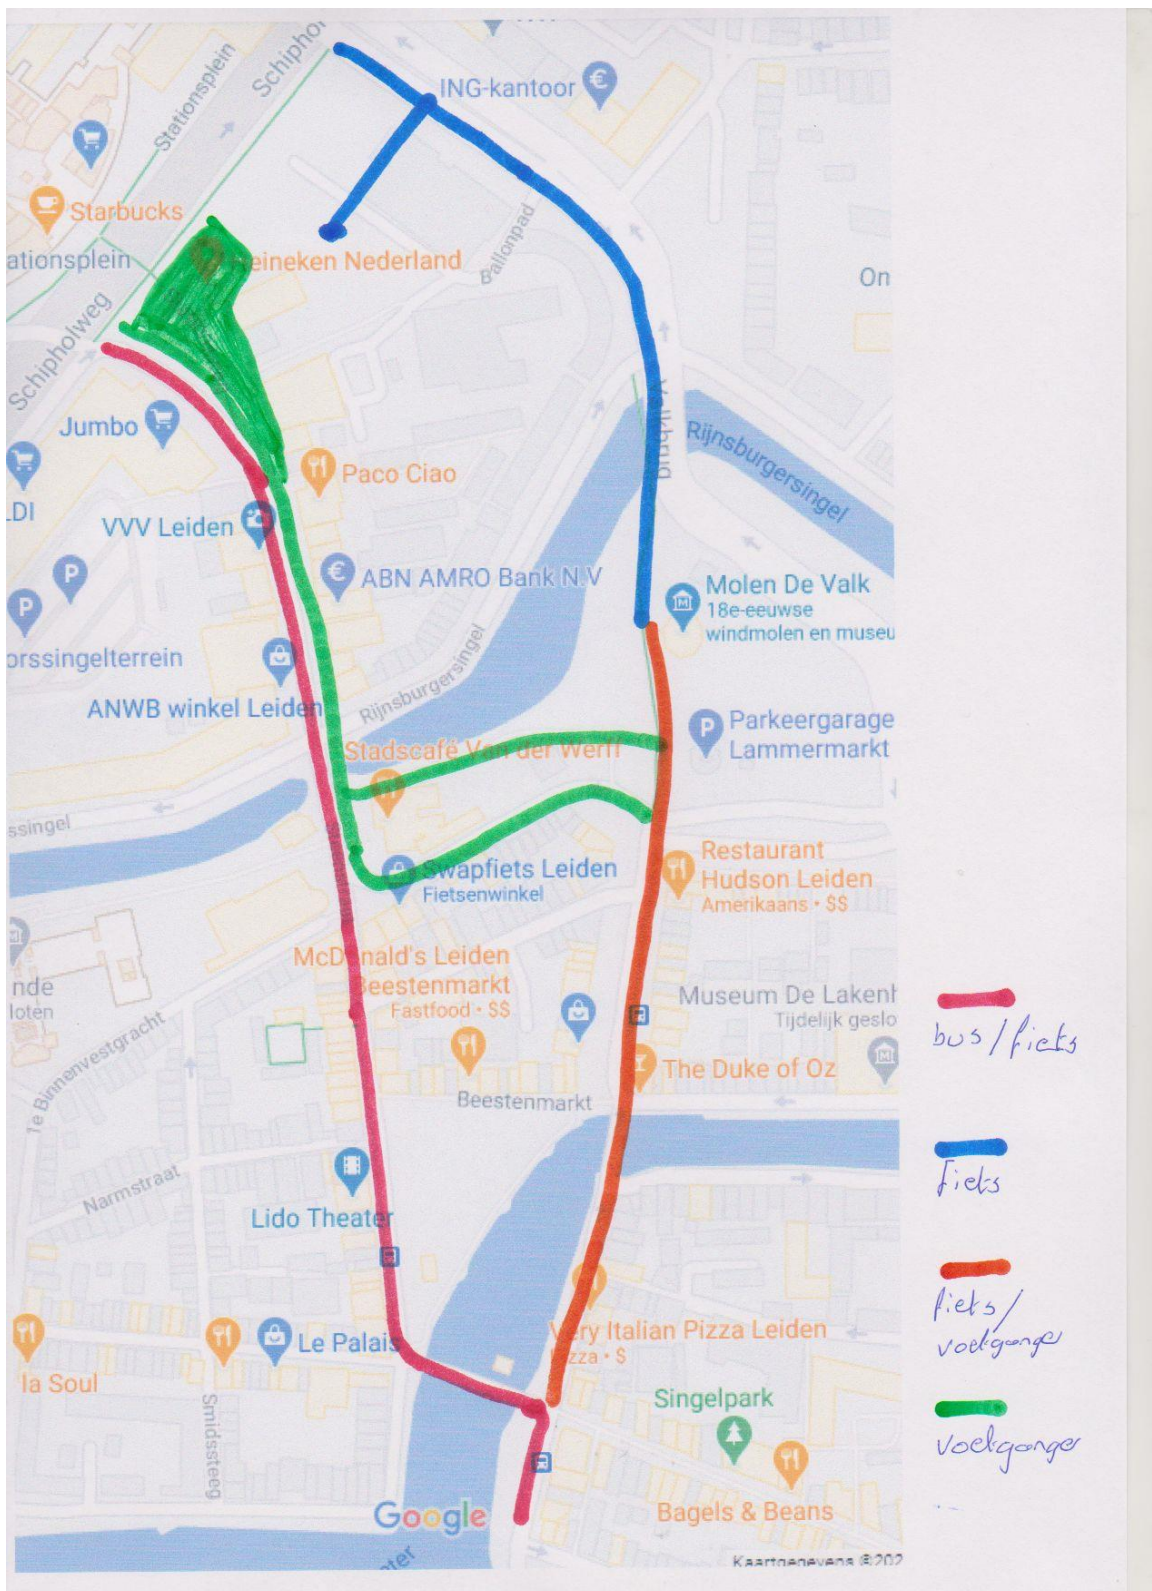 Schiphol
Stationsplein
ING-kantoor
Starbucks
ationsplein
eineken Nederland
Ballonpad
On
Schipholweg
Jumbo
Rijnsburgersingel
Paco Ciao
LDI
VVV Leiden
P
ABN AMRO Bank N.V
P
Molen De Valk
18e-eeuwse
windmolen en museu
orssingelterrein
Rijnsburgersingel
ANWB winkel Leiden
P
Parkeergarage
Lammermarkt
Stadscafé Van der Werff
ssingel
Restaurant
Hudson Leiden
Amerikaans • $$
Swapfiets Leiden
Fietsenwinkel
McDonald's Leiden
Beestenmarkt
Fastfood • $$
nde
loten
Museum De Lakenh
Tijdelijk geslo
1e Binnenvestgracht
The Duke of Oz
Beestenmarkt
Narmstraat
Lido Theater
Very Italian Pizza Leiden
Pizza • $
Le Palais
la Soul
Smidssteeg
Singelpark
Google
Bagels & Beans
Kaartgegevens ©202
bus/fiets
fiets
fiets/
voetganger
voetganger